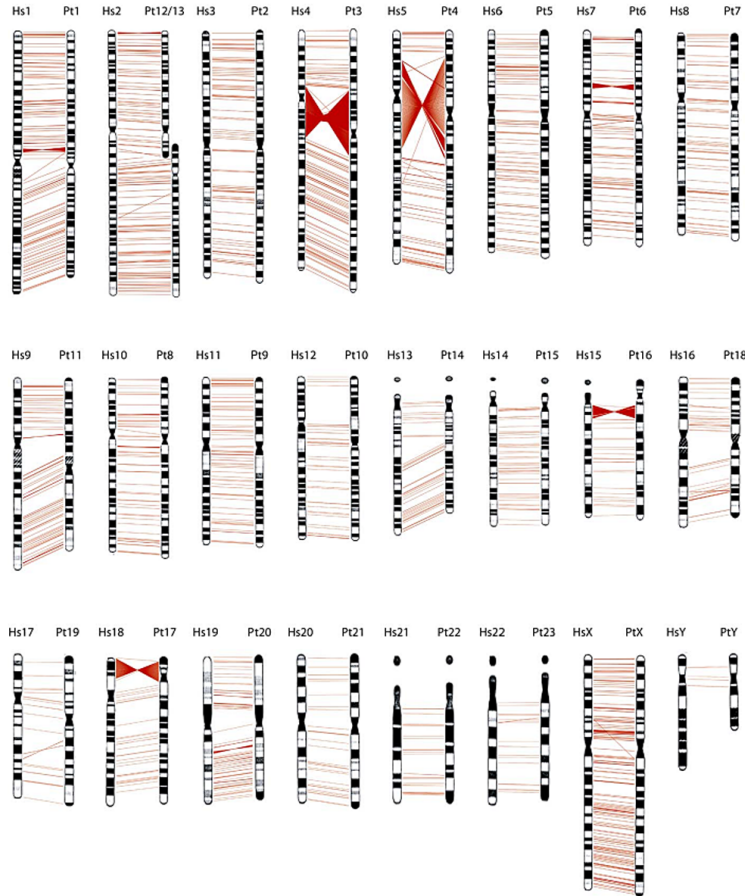 Hs1 Pt1 Hs2 Pt12/13 Hs3 Pt2 Hs4 Pt3 Hs5 Pt4 Hs6 Pt5 Hs7 Pt6 Hs8 Pt7
Hs9 Pt11 Hs10 Pt8 Hs11 Pt9 Hs12 Pt10 Hs13 Pt14 Hs14 Pt15 Hs15 Pt16 Hs16 Pt18
Hs17 Pt19 Hs18 Pt17 Hs19 Pt20 Hs20 Pt21 Hs21 Pt22 Hs22 Pt23 HsX PtX HsY PtY